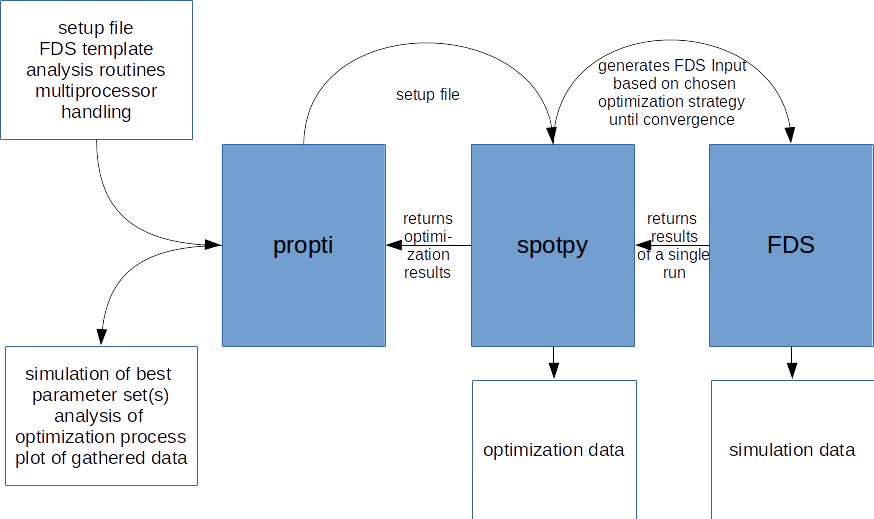 setup file
FDS template
analysis routines
multiprocessor
handling
setup file
generates FDS Input
based on chosen
optimization strategy
until convergence
propti
returns
optimi-
zation
results
spotpy
returns
results
of a single
run
FDS
simulation of best
parameter set(s)
analysis of
optimization process
plot of gathered data
optimization data
simulation data